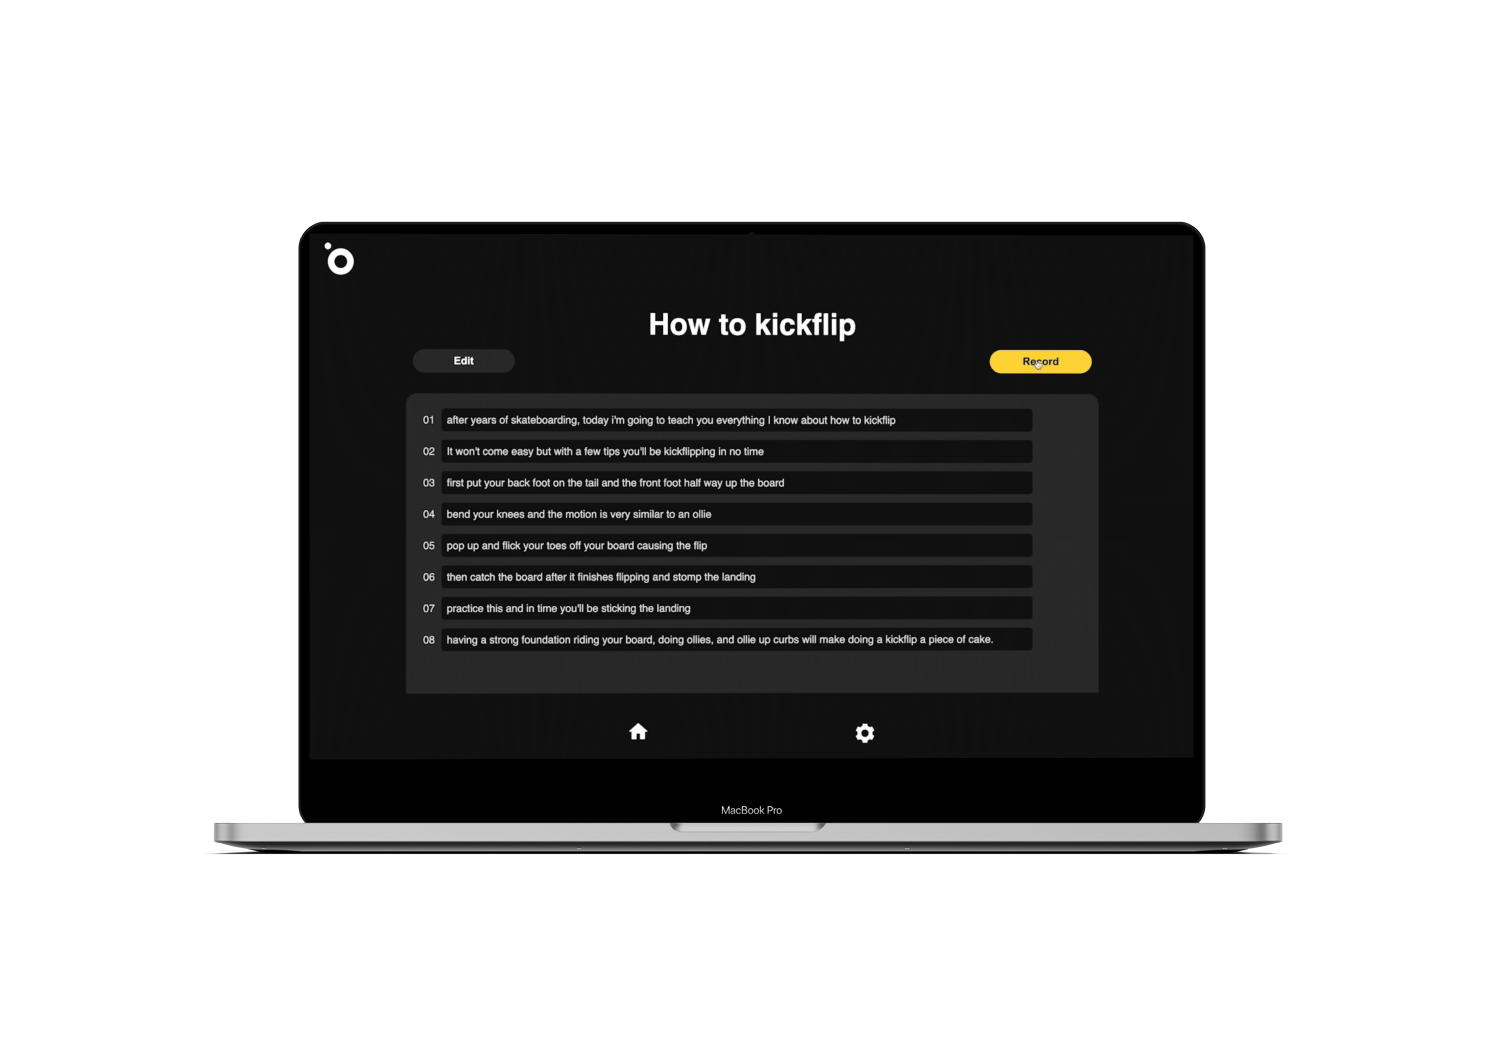 How to kickflip
Edit
Record
01 after years of skateboarding, today i'm going to teach you everything I know about how to kickflip
02 It won't come easy but with a few tips you'll be kickflipping in no time
03 first put your back foot on the tail and the front foot half way up the board
04 bend your knees and the motion is very similar to an ollie
05 pop up and flick your toes off your board causing the flip
06 then catch the board after it finishes flipping and stomp the landing
07 practice this and in time you'll be sticking the landing
08 having a strong foundation riding your board, doing ollies, and ollie up curbs will make doing a kickflip a piece of cake.
MacBook Pro